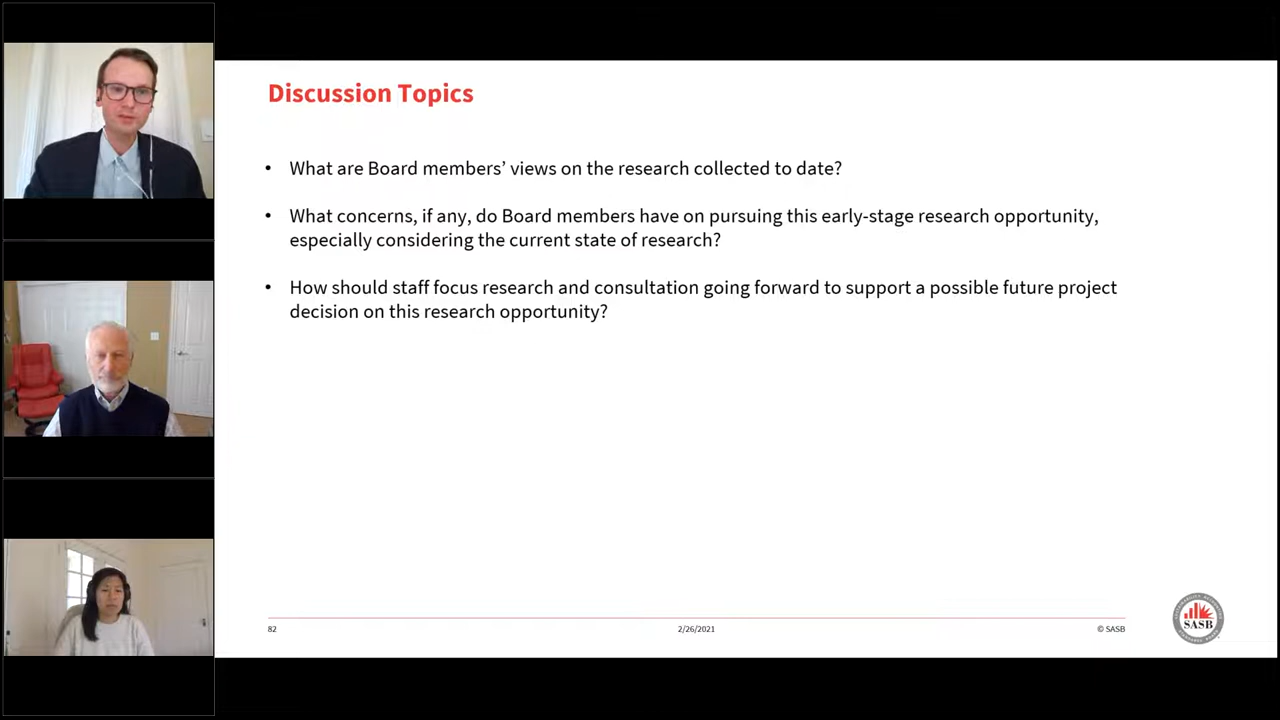 Discussion Topics
• What are Board members’ views on the research collected to date?
• What concerns, if any, do Board members have on pursuing this early-stage research opportunity,
especially considering the current state of research?
• How should staff focus research and consultation going forward to support a possible future project
decision on this research opportunity?
82
2/26/2021
© SASB
SASB